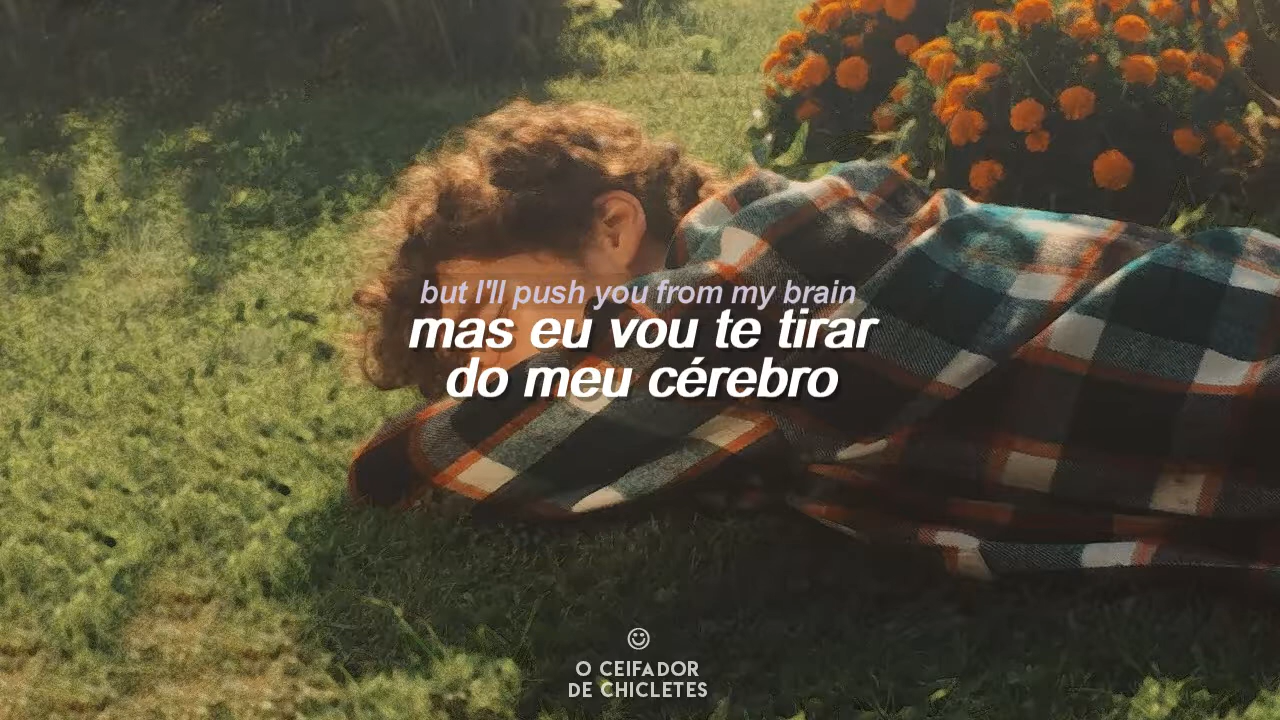 but I'll push you from my brain
mas eu vou te tirar
do meu cérebro
O CEIFADOR
DE CHICLETES